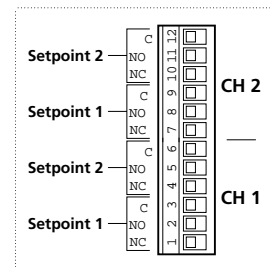 C 12
Setpoint 2 NO 11
NC 10
CH 2
C 9
Setpoint 1 NO 8
NC 7
C 6
Setpoint 2 NO 5
NC 4
CH 1
C 3
Setpoint 1 NO 2
NC 1